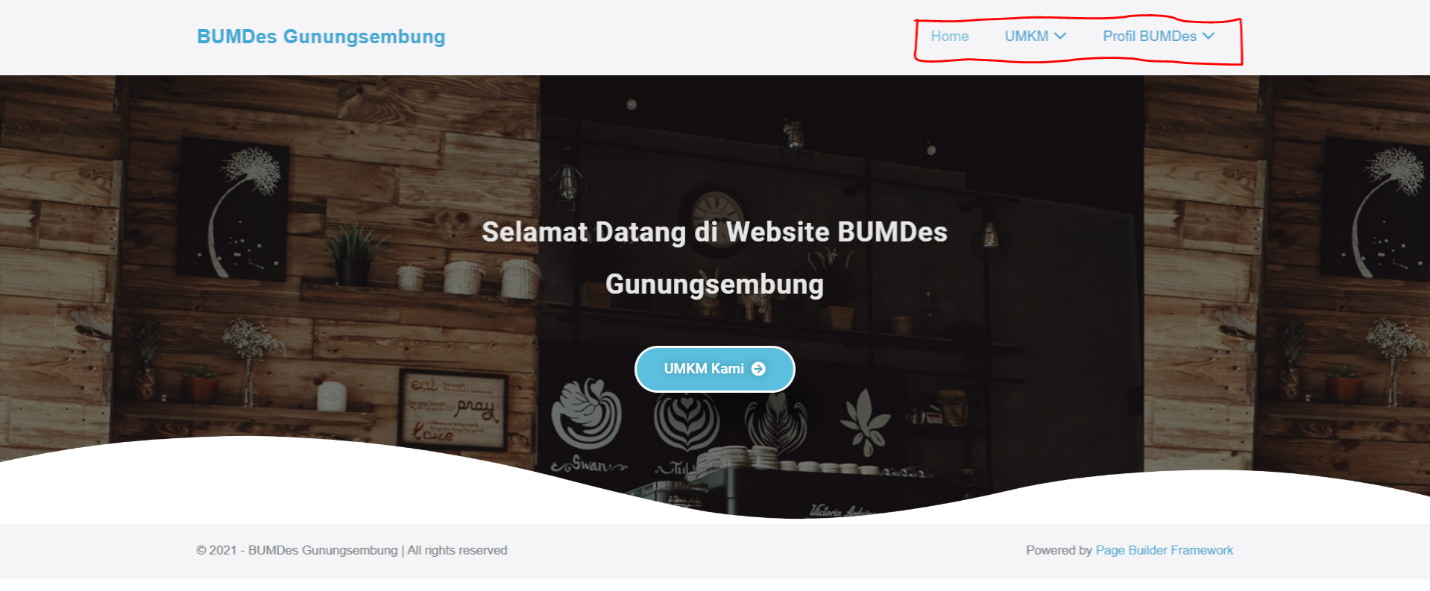 BUMDes Gunungsembung
Home UMKM Profil BUMDes
Selamat Datang di Website BUMDes
Gunungsembung
UMKM Kami
eat
pray
love
Swan
© 2021 - BUMDes Gunungsembung | All rights reserved
Powered by Page Builder Framework